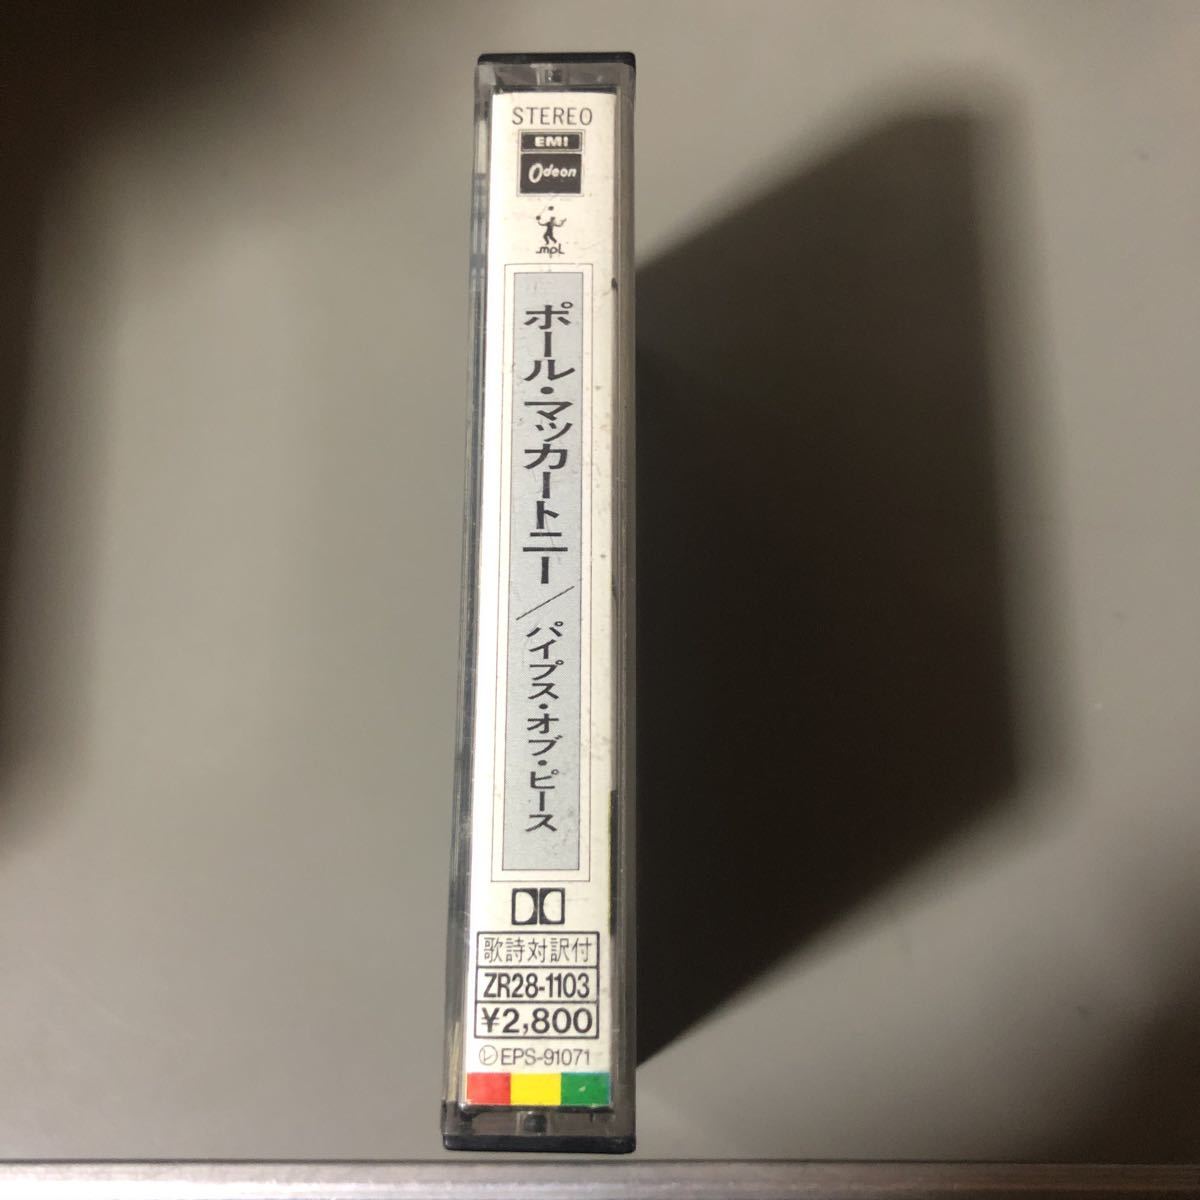 STEREO
EMI
Odeon
mpl
ポール・マッカートニー/パイプス・オブ・ピース
歌詩対訳付
ZR28-1103
¥2,800
Ⓛ EPS-91071